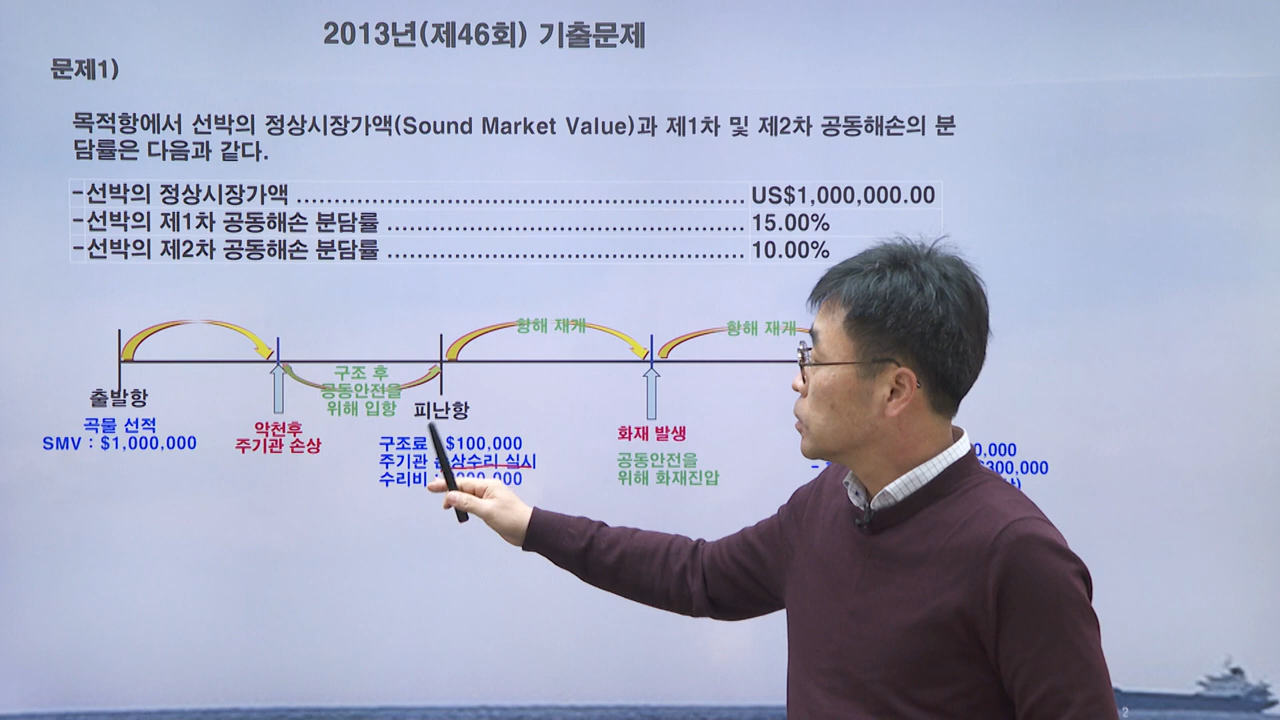 2013년(제46회) 기출문제
문제1)
목적항에서 선박의 정상시장가액(Sound Market Value)과 제1차 및 제2차 공동해손의 분
담률은 다음과 같다.
-선박의 정상시장가액 ........................................................... US$1,000,000.00
-선박의 제1차 공동해손 분담률 ............................................... 15.00%
-선박의 제2차 공동해손 분담률 ............................................... 10.00%
항해 재개
항해 재개
구조 후
공동안전을
위해 입항
출발항
피난항
곡물 선적
SMV : $1,000,000
악천후
주기관 손상
구조료 $100,000
주기관 손상수리 실시
수리비
화재 발생
공동안전을
위해 화재진압
2